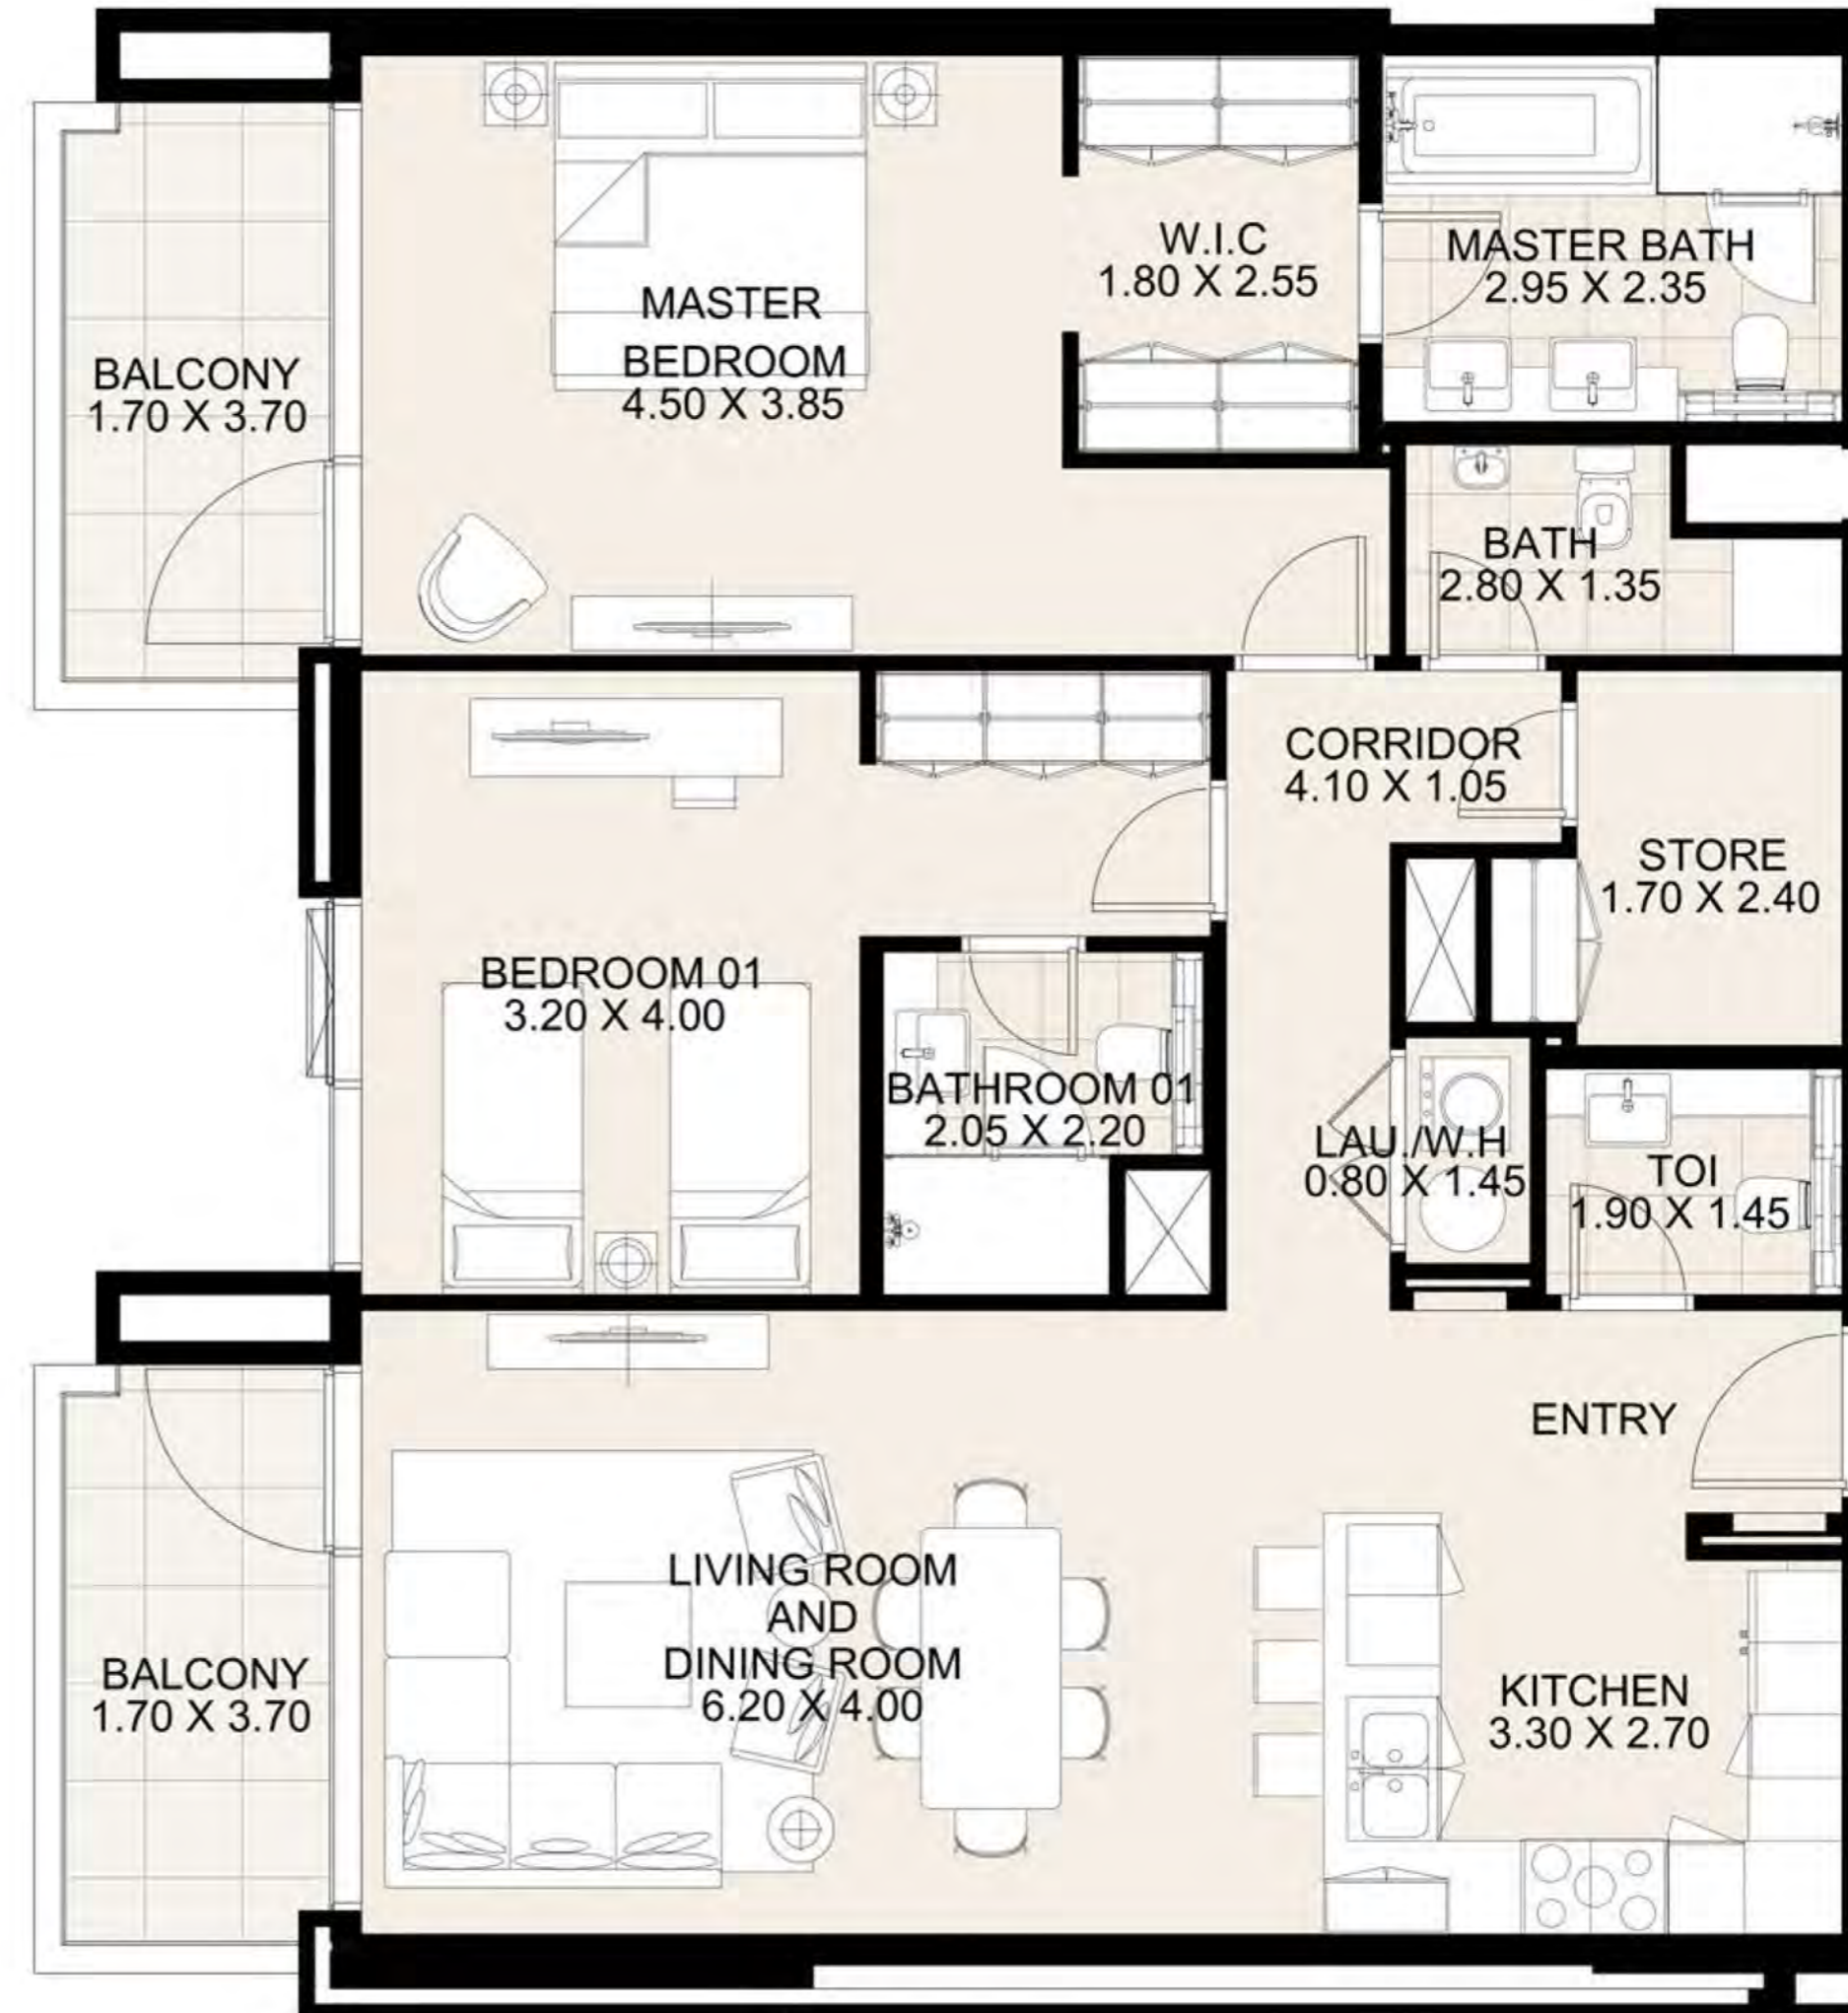 W.I.C
1.80 X 2.55
MASTER BATH
2.95 X 2.35
MASTER
BEDROOM
4.50 X 3.85
BALCONY
1.70 X 3.70
BATH
2.80 X 1.35
CORRIDOR
4.10 X 1.05
STORE
1.70 X 2.40
BEDROOM 01
3.20 X 4.00
BATHROOM 01
2.05 X 2.20
LAU./W.H
0.80 X 1.45
TOI
1.90 X 1.45
ENTRY
LIVING ROOM
AND
DINING ROOM
6.20 X 4.00
BALCONY
1.70 X 3.70
KITCHEN
3.30 X 2.70